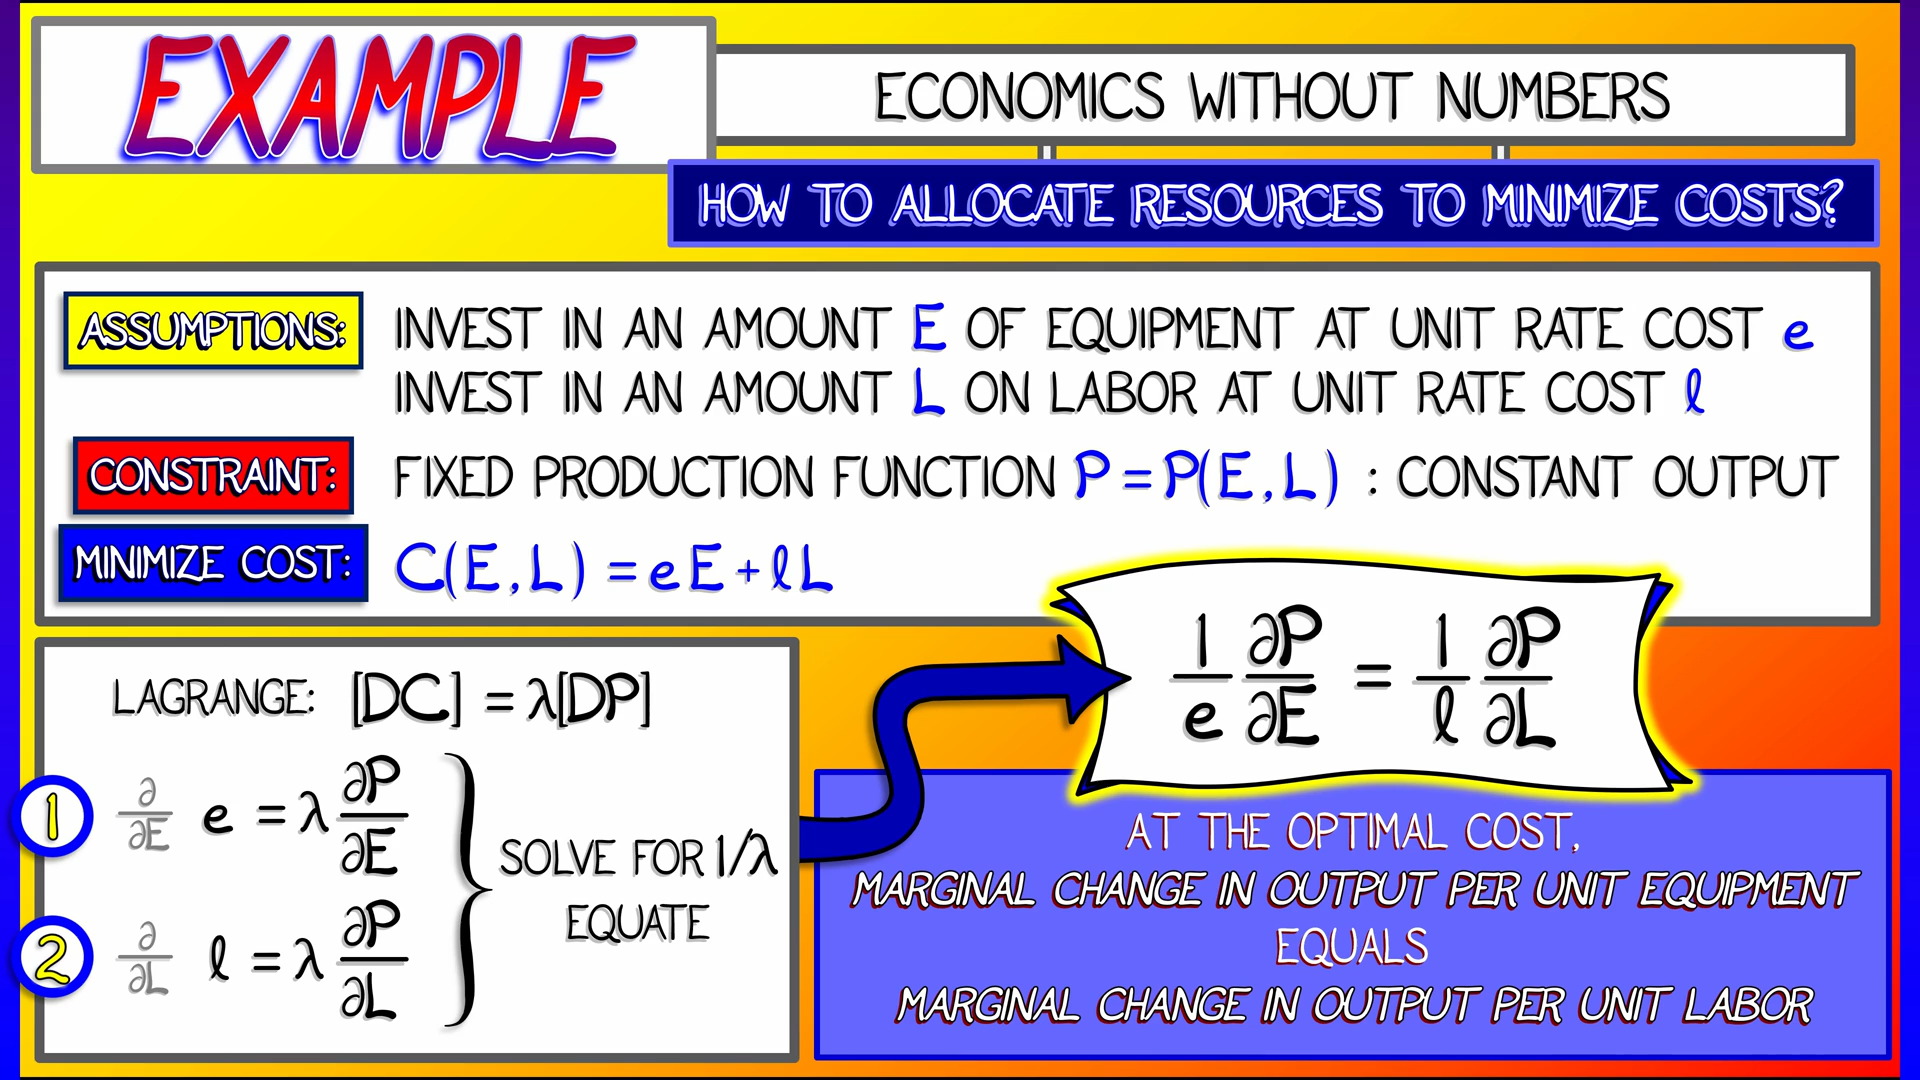 EXAMPLE
ECONOMICS WITHOUT NUMBERS
HOW TO ALLOCATE RESOURCES TO MINIMIZE COSTS?
ASSUMPTIONS: INVEST IN AN AMOUNT E OF EQUIPMENT AT UNIT RATE COST e
INVEST IN AN AMOUNT L ON LABOR AT UNIT RATE COST ℓ
CONSTRAINT: FIXED PRODUCTION FUNCTION P = P(E, L) : CONSTANT OUTPUT
MINIMIZE COST: C(E, L) = eE + ℓL
LAGRANGE: [DC] = λ[DP]
1 ∂/∂E e = λ ∂P/∂E
2 ∂/∂L ℓ = λ ∂P/∂L
SOLVE FOR 1/λ
EQUATE
1/e ∂P/∂E = 1/ℓ ∂P/∂L
AT THE OPTIMAL COST,
MARGINAL CHANGE IN OUTPUT PER UNIT EQUIPMENT
EQUALS
MARGINAL CHANGE IN OUTPUT PER UNIT LABOR